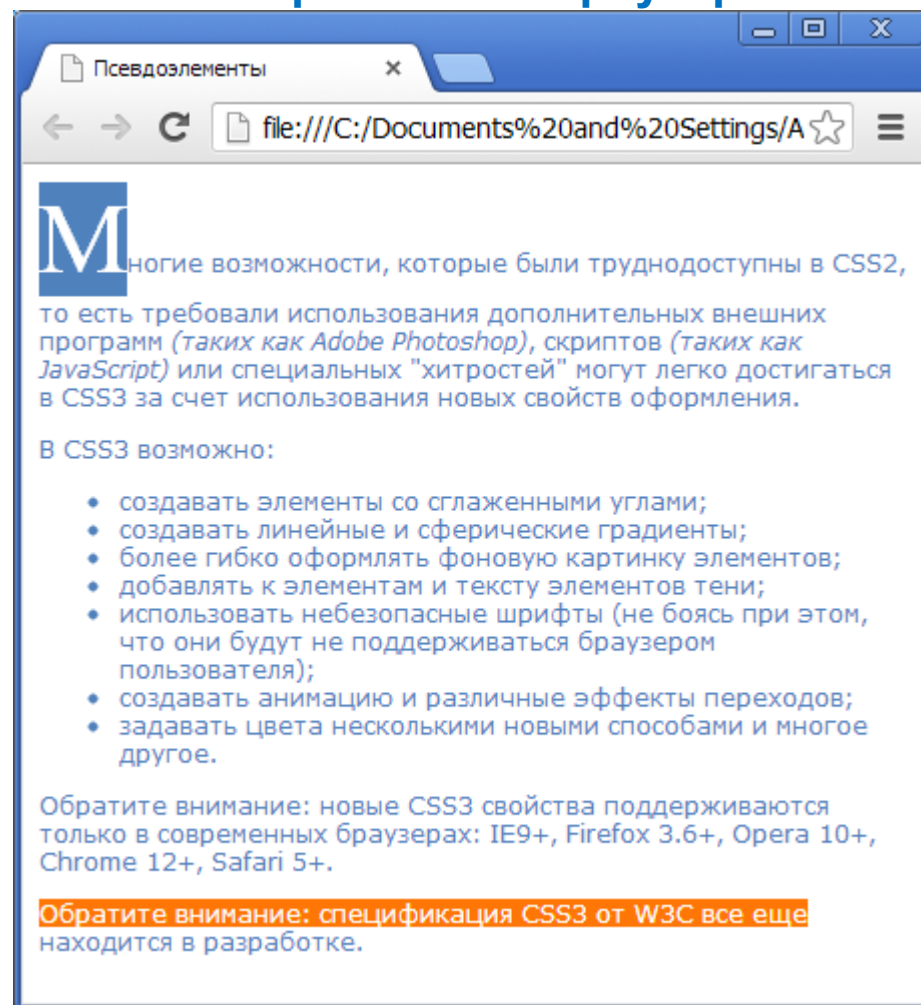 Псевдоэлементы
file:///C:/Documents%20and%20Settings/A
Многие возможности, которые были труднодоступны в CSS2,
то есть требовали использования дополнительных внешних
программ (таких как Adobe Photoshop), скриптов (таких как
JavaScript) или специальных "хитростей" могут легко достигаться
в CSS3 за счет использования новых свойств оформления.
В CSS3 возможно:
• создавать элементы со сглаженными углами;
• создавать линейные и сферические градиенты;
• более гибко оформлять фоновую картинку элементов;
• добавлять к элементам и тексту элементов тени;
• использовать небезопасные шрифты (не боясь при этом,
что они будут не поддерживаться браузером
пользователя);
• создавать анимацию и различные эффекты переходов;
• задавать цвета несколькими новыми способами и многое
другое.
Обратите внимание: новые CSS3 свойства поддерживаются
только в современных браузерах: IE9+, Firefox 3.6+, Opera 10+,
Chrome 12+, Safari 5+.
Обратите внимание: спецификация CSS3 от W3C все еще
находится в разработке.